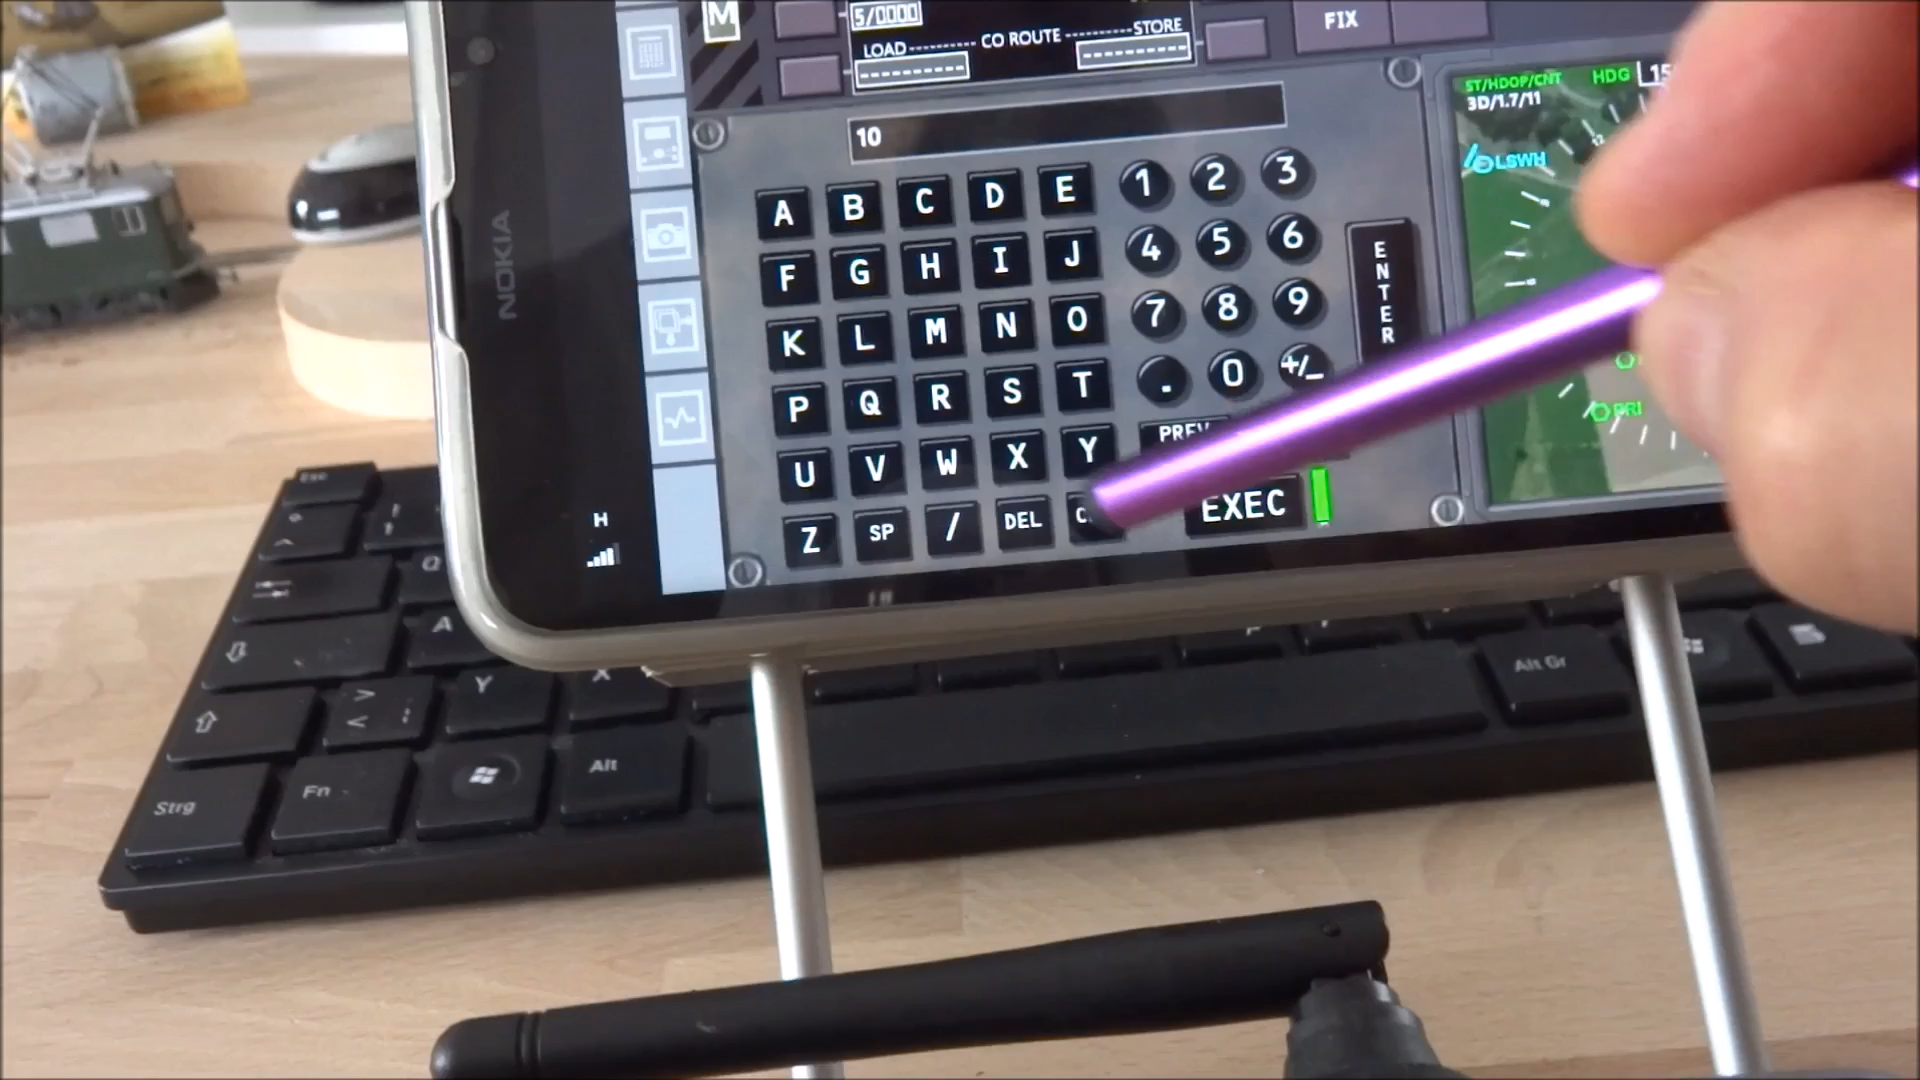 M
5/0000
LOAD---------- CO ROUTE ----------STORE
FIX
----------
----------
ST/HDOP/CNT
HDG
3D/1.7/11
10
LSWH
NOKIA
A B C D E 1 2 3
F G H I J 4 5 6
K L M N O 7 8 9
ENTER
P Q R S T . 0 +/_
PRI
U V W X Y
PREV
Z SP / DEL
EXEC
H
Esc
Q
A
Y X
Alt Gr
> <
Strg Fn Alt